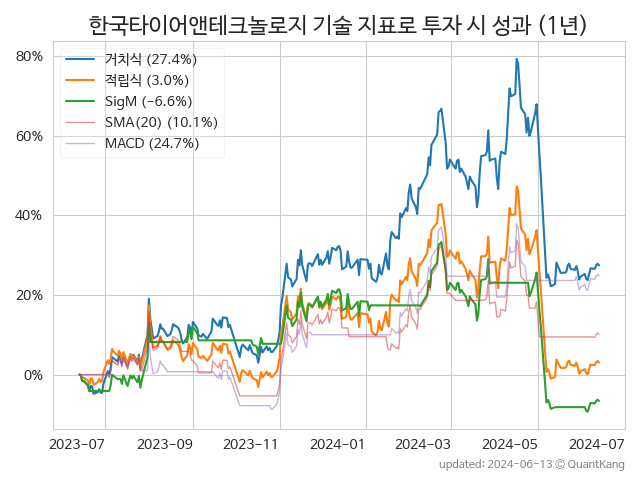 한국타이어앤테크놀로지 기술 지표로 투자 시 성과 (1년)
80%
60%
40%
20%
0%
거치식 (27.4%)
적립식 (3.0%)
SigM (-6.6%)
SMA(20) (10.1%)
MACD (24.7%)
2023-07
2023-09
2023-11
2024-01
2024-03
2024-05
2024-07
updated: 2024-06-13 © QuantKang